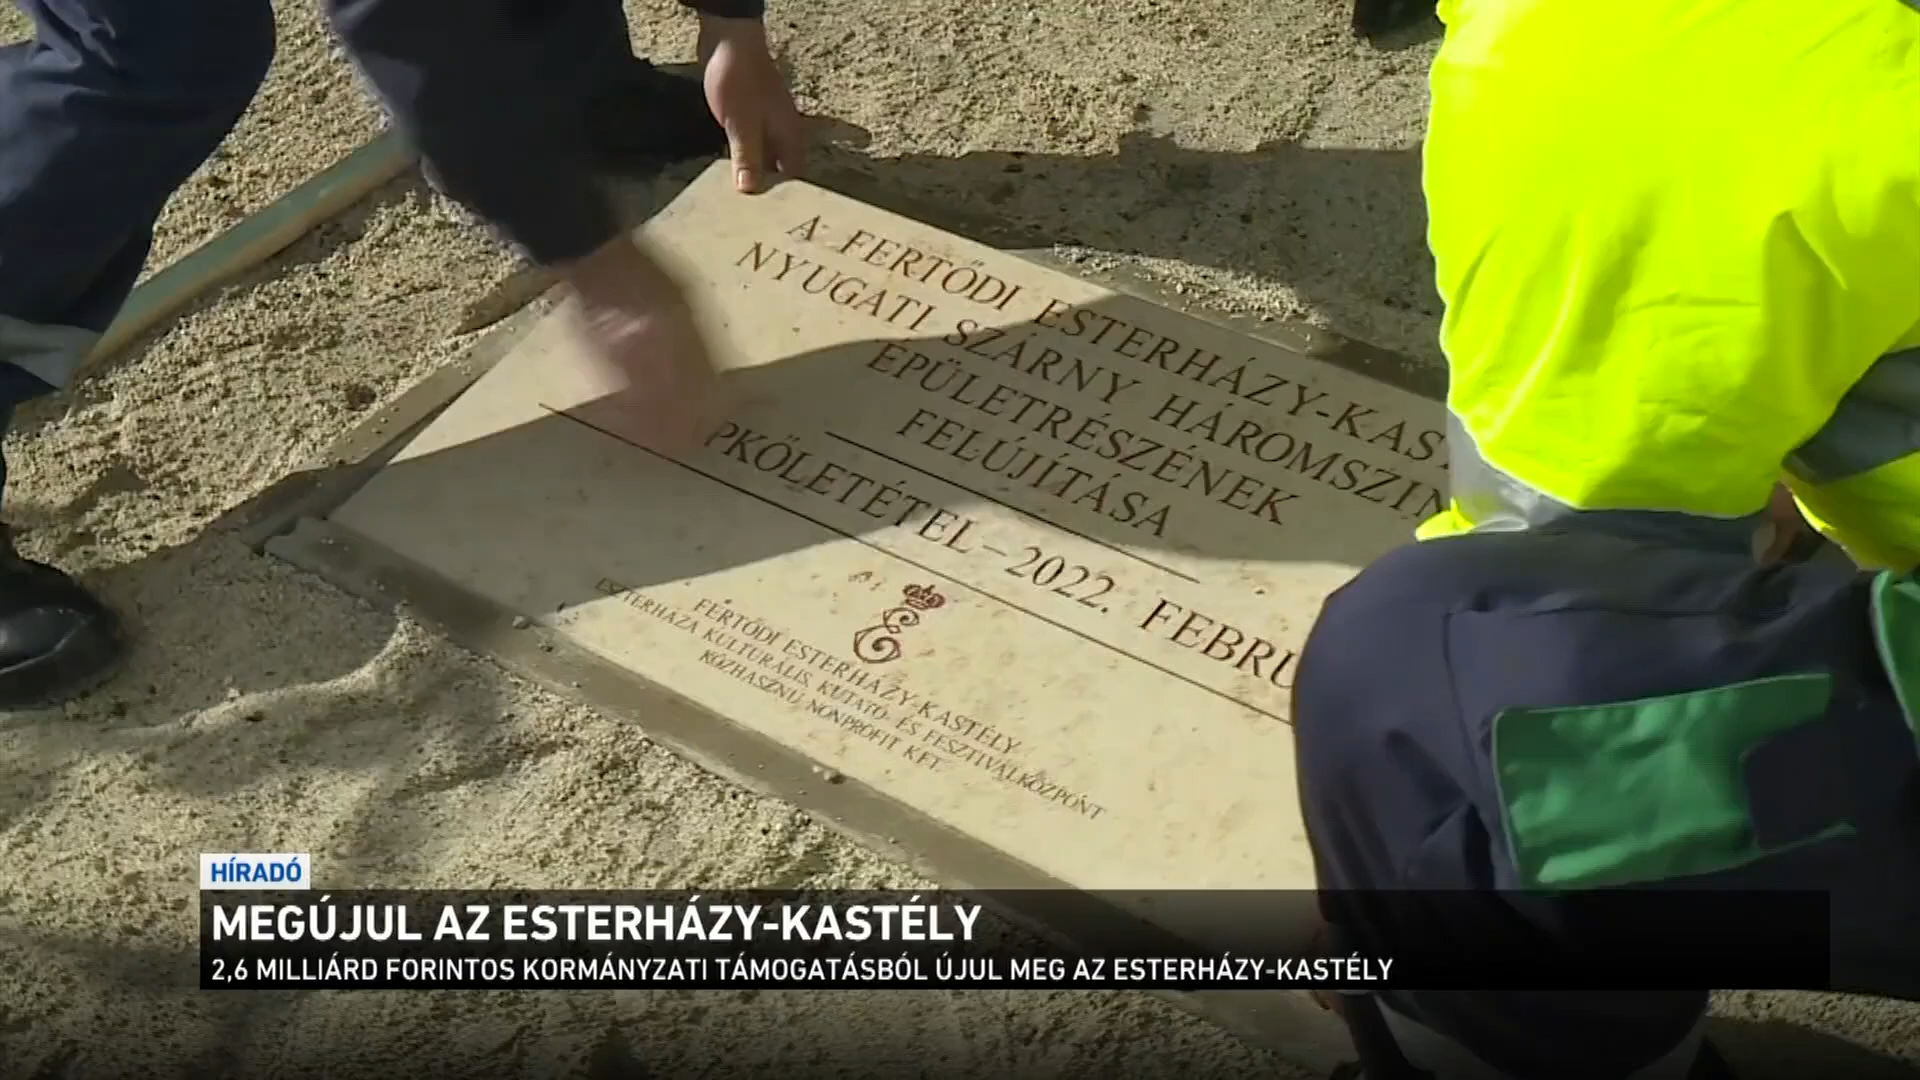 A FERTŐDI ESTERHÁZY-KAS
NYUGATI SZÁRNY HÁROMSZIN
ÉPÜLETRÉSZÉNEK
FELÚJÍTÁSA
PKŐLETÉTEL – 2022. FEBRU
FERTŐDI ESTERHÁZY-KASTÉLY
ESZTERHÁZA KULTURÁLIS, KUTATÓ- ÉS FESZTIVÁLKÖZPONT
KÖZHASZNÚ NONPROFIT KFT.
HÍRADÓ
MEGÚJUL AZ ESTERHÁZY-KASTÉLY
2,6 MILLIÁRD FORINTOS KORMÁNYZATI TÁMOGATÁSBÓL ÚJUL MEG AZ ESTERHÁZY-KASTÉLY